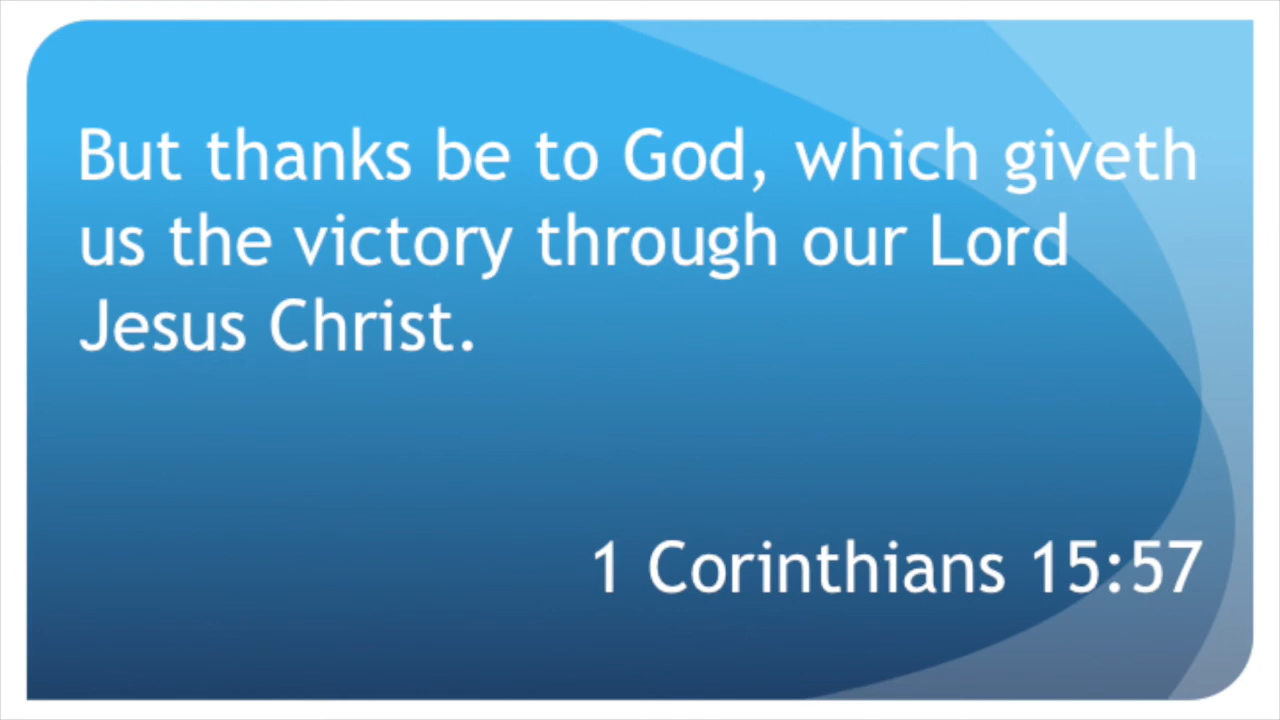 But thanks be to God, which giveth
us the victory through our Lord
Jesus Christ.
1 Corinthians 15:57